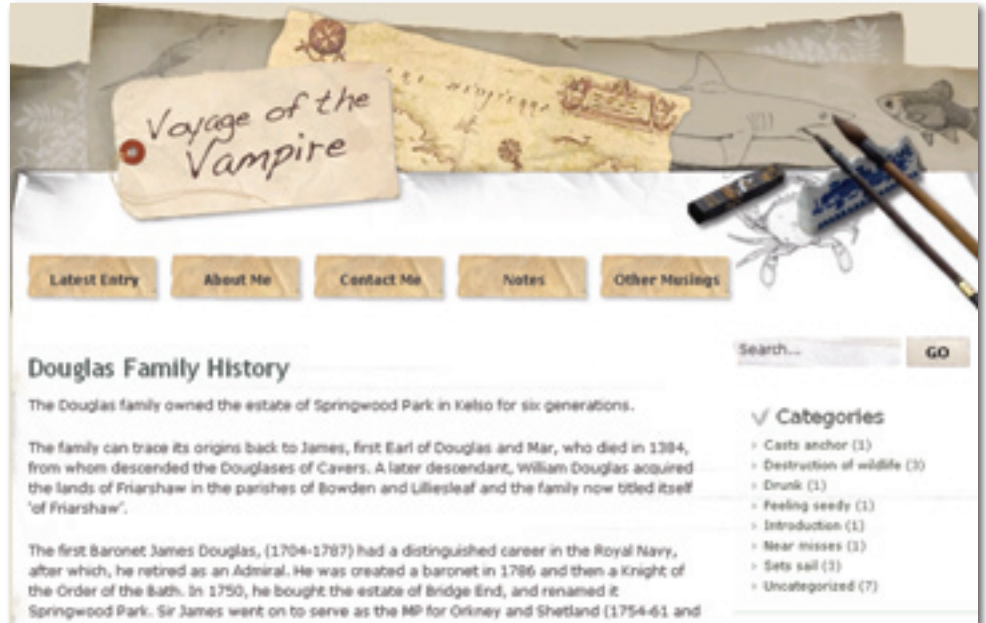 Voyage of the
Vampire
Latest Entry
About Me
Contact Me
Notes
Other Musings
Search...
GO
Douglas Family History
The Douglas family owned the estate of Springwood Park in Kelso for six generations.
The family can trace its origins back to James, first Earl of Douglas and Mar, who died in 1384,
from whom descended the Douglases of Cavers. A later descendant, William Douglas acquired
the lands of Friarshaw in the parishes of Bowden and Lilliesleaf and the family now titled itself
'of Friarshaw'.
The first Baronet James Douglas, (1704-1787) had a distinguished career in the Royal Navy,
after which, he retired as an Admiral. He was created a baronet in 1786 and then a Knight of
the Order of the Bath. In 1750, he bought the estate of Bridge End, and renamed it
Springwood Park. Sir James went on to serve as the MP for Orkney and Shetland (1754-61 and
Categories
Casts anchor (1)
Destruction of wildlife (3)
Drunk (1)
Feeling seedy (1)
Introduction (1)
Near misses (1)
Sets sail (3)
Uncategorized (7)